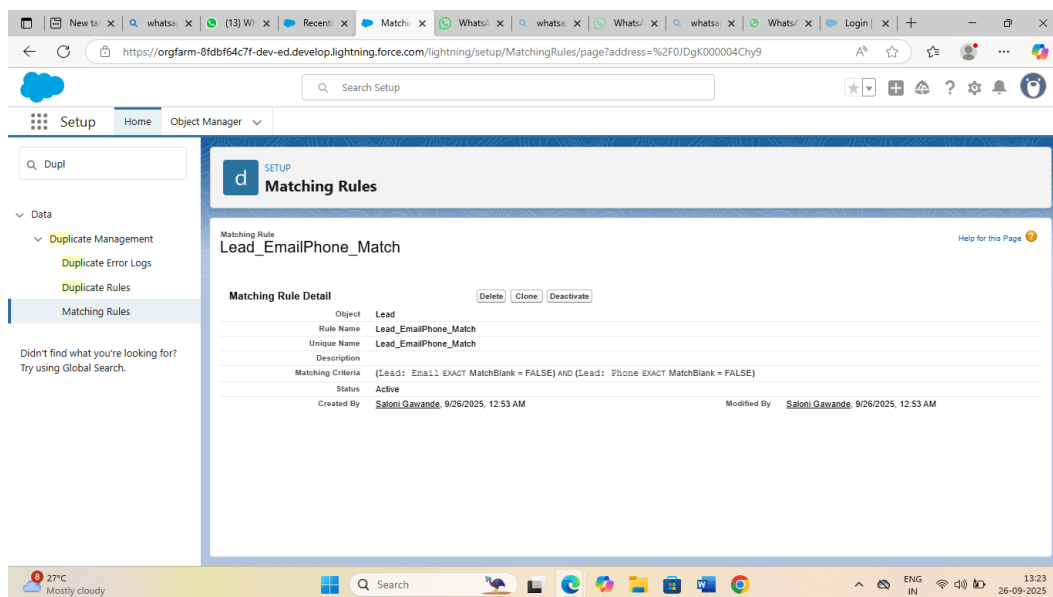 New tal
whatsa
(13) Wh
Recentl
Matchin
WhatsA
whatsa
WhatsA
whatsa
WhatsA
Login |
https://orgfarm-8fdbf64c7f-dev-ed.develop.lightning.force.com/lightning/setup/MatchingRules/page?address=%2F0JDgK000004Chy9
Search Setup
Setup
Home
Object Manager
Dupl
Data
Duplicate Management
Duplicate Error Logs
Duplicate Rules
Matching Rules
Didn't find what you're looking for?
Try using Global Search.
d
SETUP
Matching Rules
Matching Rule
Lead_EmailPhone_Match
Help for this Page
Matching Rule Detail
Delete Clone Deactivate
Object Lead
Rule Name Lead_EmailPhone_Match
Unique Name Lead_EmailPhone_Match
Description
Matching Criteria (Lead: Email EXACT MatchBlank = FALSE) AND (Lead: Phone EXACT MatchBlank = FALSE)
Status Active
Created By Saloni Gawande, 9/26/2025, 12:53 AM Modified By Saloni Gawande, 9/26/2025, 12:53 AM
8
27°C
Mostly cloudy
Search
ENG
IN
13:23
26-09-2025